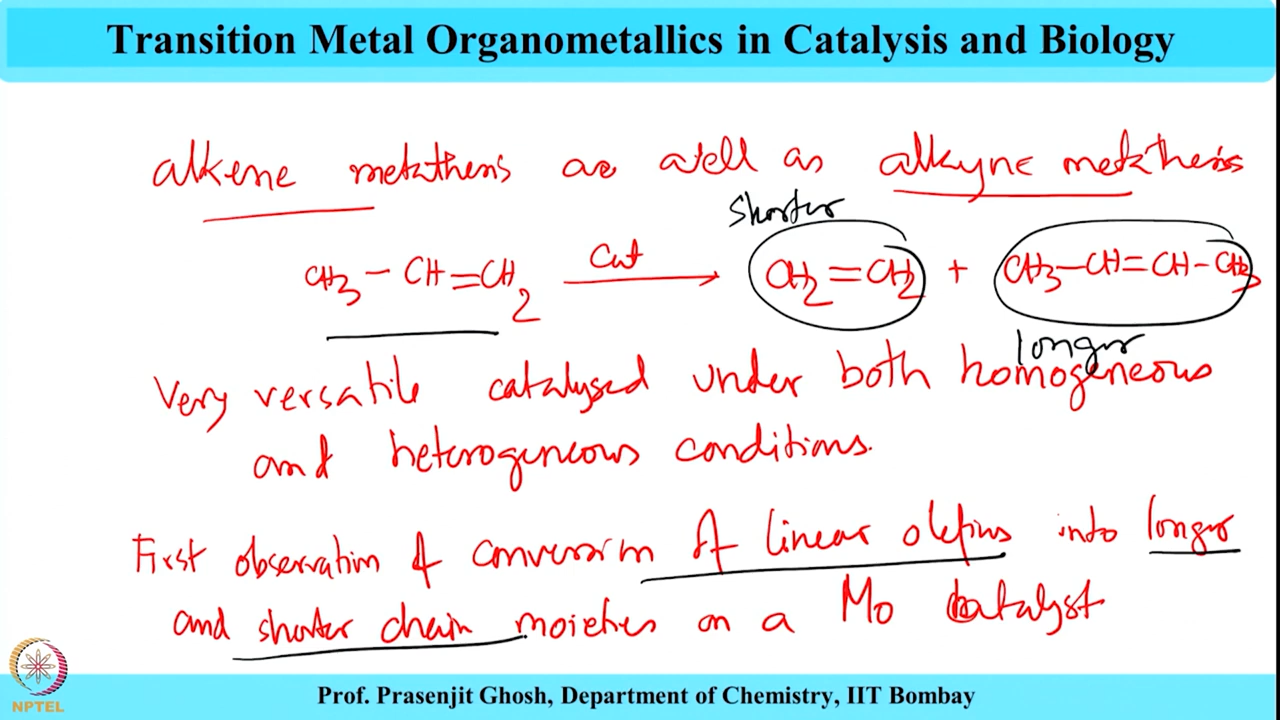 Transition Metal Organometallics in Catalysis and Biology
alkene metathesis as well as alkyne metathesis
shorter
CH3 - CH = CH2 Cat CH2 = CH2 + CH3 - CH = CH - CH3
longer
Very versatile catalysed under both homogeneous
and heterogeneous conditions.
First observation of conversion of linear olefins into longer
and shorter chain moieties on a Mo catalyst
NPTEL
Prof. Prasenjit Ghosh, Department of Chemistry, IIT Bombay